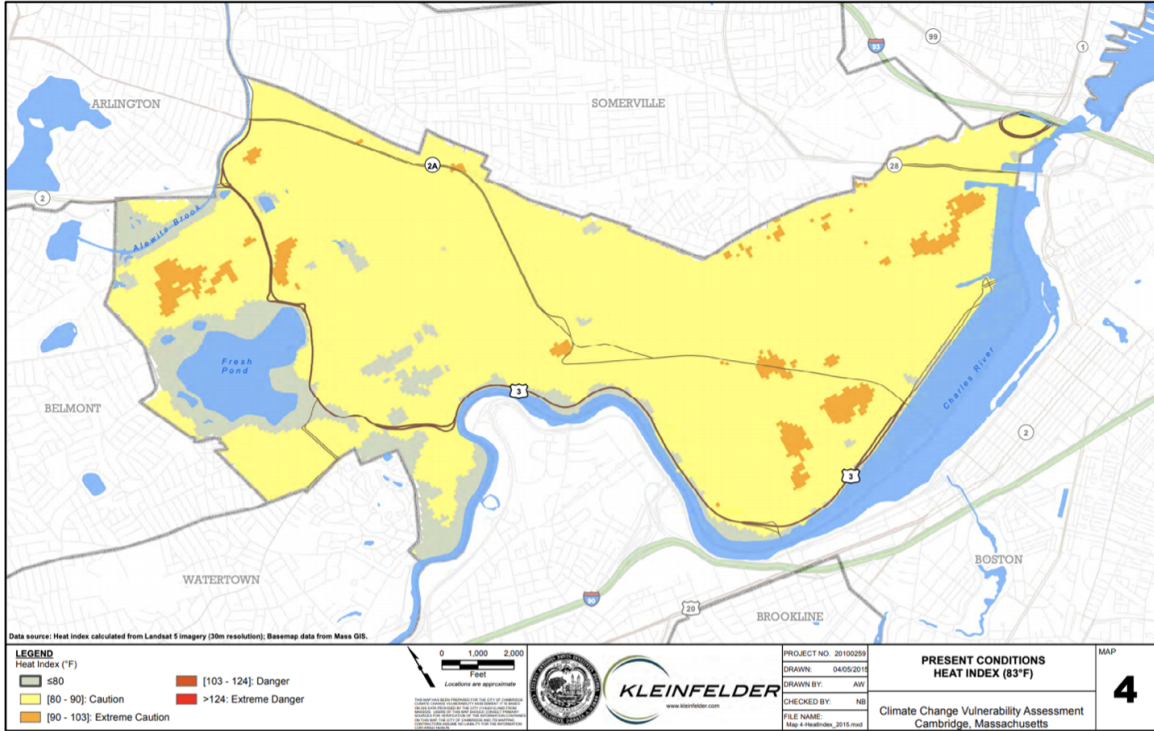 93
99
1
ARLINGTON
SOMERVILLE
2A
28
2
Alewife Brook
Fresh
Pond
3
Charles River
BELMONT
2
3
WATERTOWN
BOSTON
90
20
BROOKLINE
Data source: Heat index calculated from Landsat 5 imagery (30m resolution); Basemap data from Mass GIS.
LEGEND
Heat Index (°F)
≤80
[80 - 90]: Caution
[90 - 103]: Extreme Caution
[103 - 124]: Danger
>124: Extreme Danger
0 1,000 2,000
Feet
Locations are approximate
KLEINFELDER
www.kleinfelder.com
PROJECT NO. 20100259
DRAWN: 04/05/2015
DRAWN BY: AW
CHECKED BY: NB
FILE NAME:
Map 4-HeatIndex_2015.mxd
PRESENT CONDITIONS
HEAT INDEX (83°F)
Climate Change Vulnerability Assessment
Cambridge, Massachusetts
MAP
4